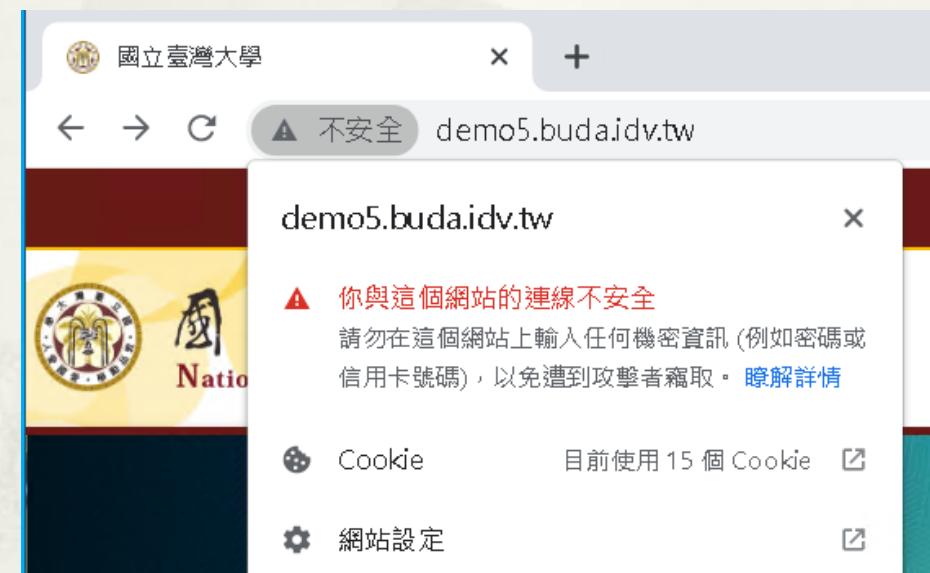 國立臺灣大學
不安全 demo5.buda.idv.tw
demo5.buda.idv.tw
你與這個網站的連線不安全
請勿在這個網站上輸入任何機密資訊 (例如密碼或
信用卡號碼)，以免遭到攻擊者竊取。 瞭解詳情
國
Natio
Cookie 目前使用 15 個 Cookie
網站設定